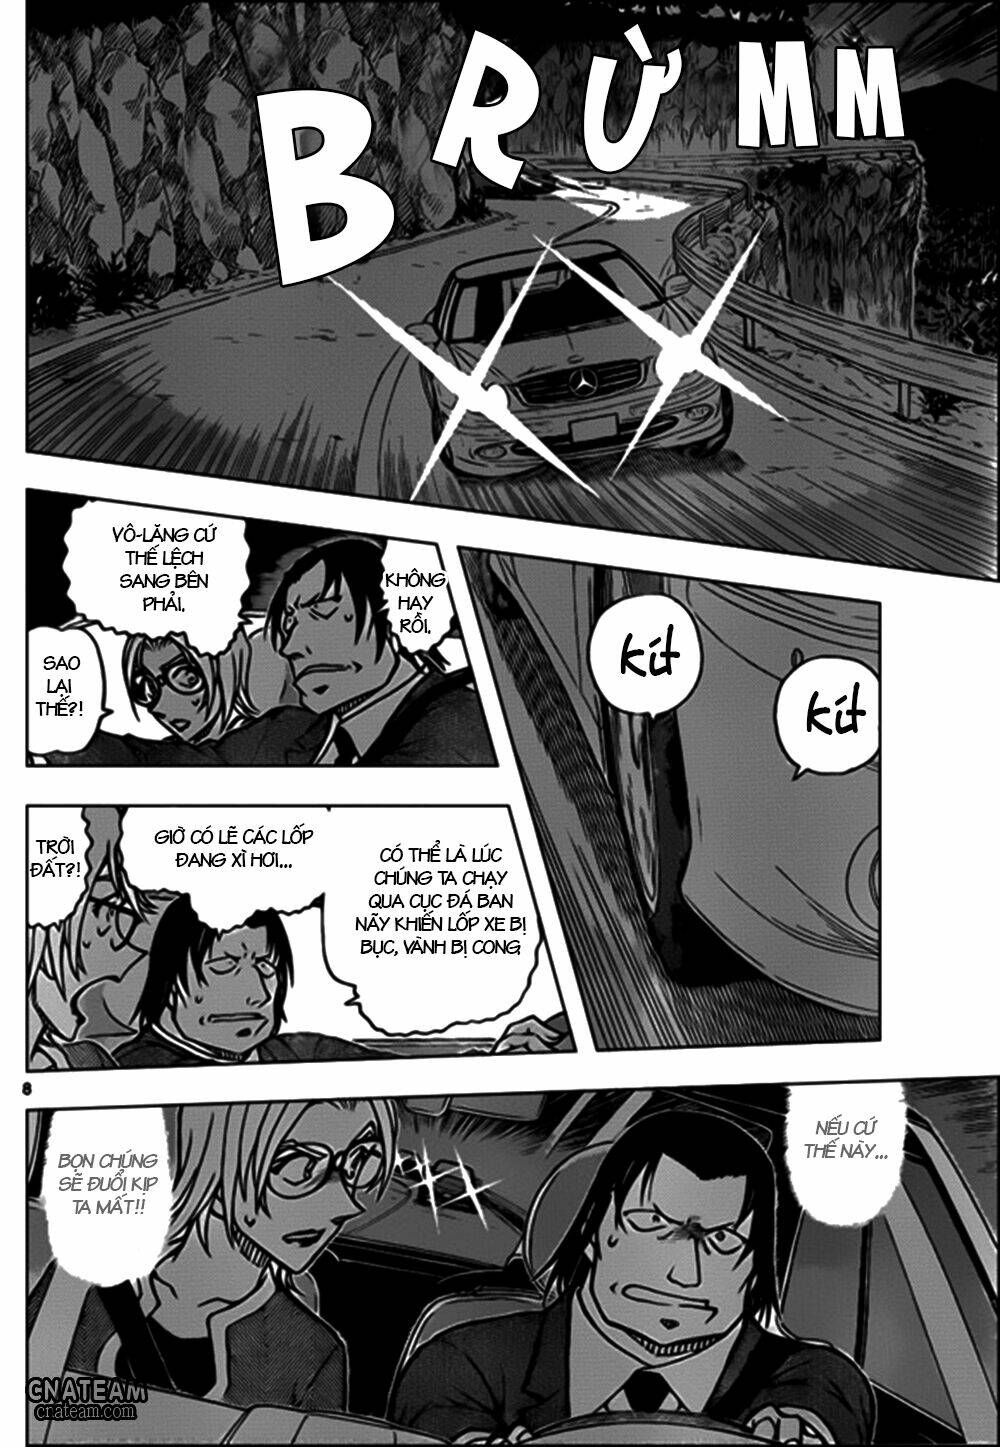 BRỪMM
KÍT
KÍT
KHÔNG
HAY
RỒI.
VÔ-LĂNG CỨ
THẾ LỆCH
SANG BÊN
PHẢI.
SAO
LẠI
THẾ?!
CÓ THỂ LÀ LÚC
CHÚNG TA CHẠY
QUA CỤC ĐÁ BAN
NÃY KHIẾN LỐP XE BỊ
BỤC, VÀNH BỊ CONG.
GIỜ CÓ LẼ CÁC LỐP
ĐANG XÌ HƠI...
TRỜI
ĐẤT?!
8
NẾU CỨ
THẾ NÀY...
BỌN CHÚNG
SẼ ĐUỔI KỊP
TA MẤT!!
CNATEAM
cnateam.com